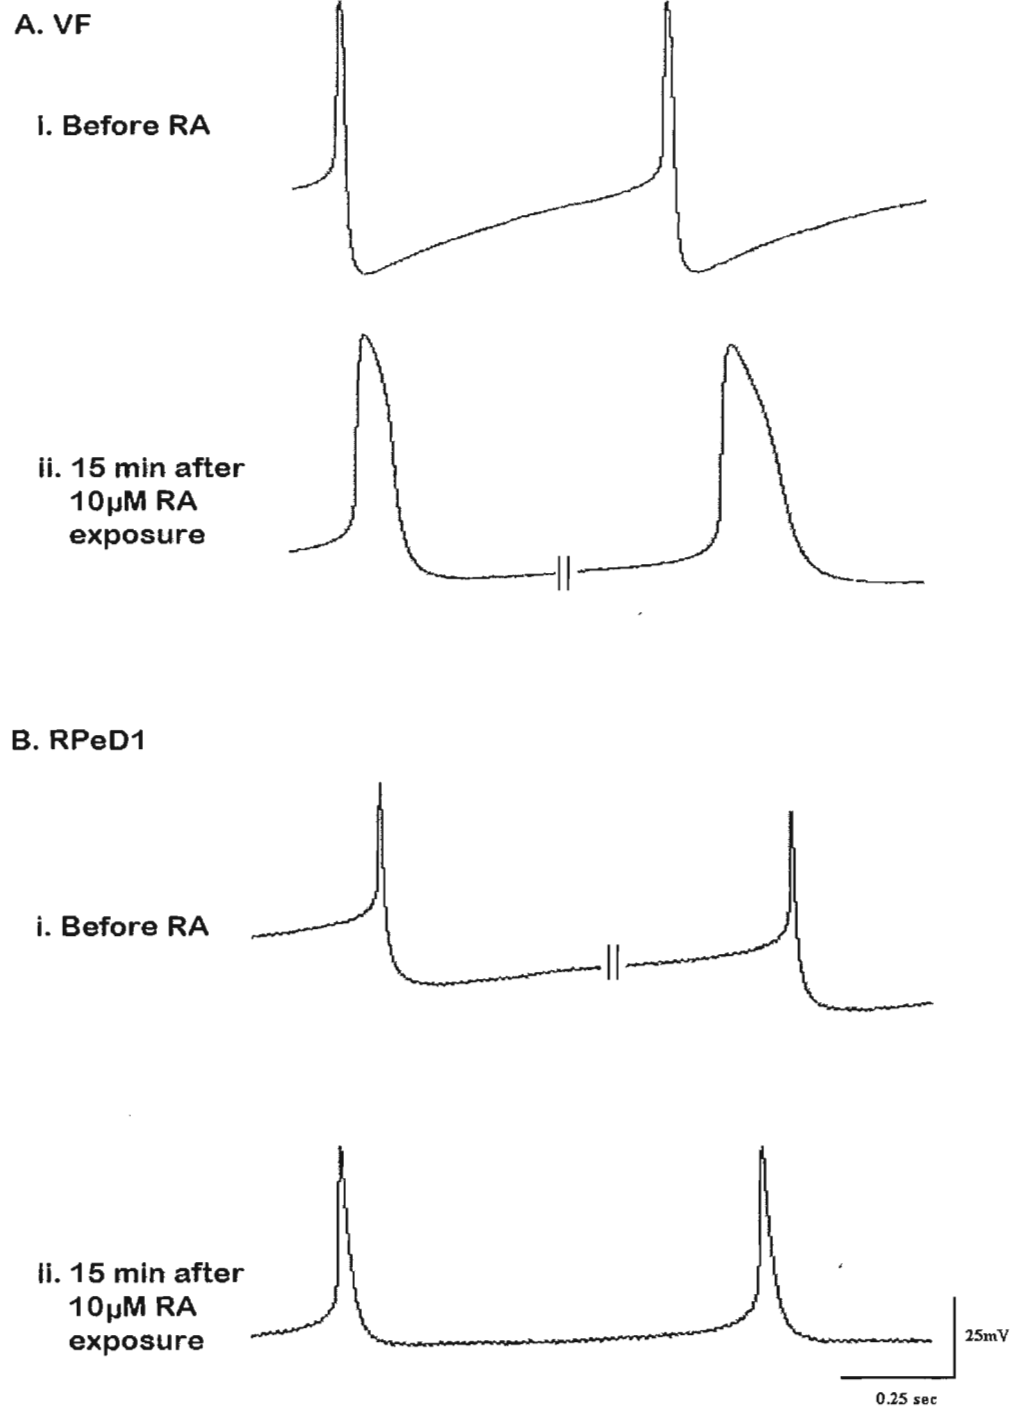 A. VF
i. Before RA
ii. 15 min after
10µM RA
exposure
B. RPeD1
i. Before RA
ii. 15 min after
10µM RA
exposure
25mV
0.25 sec